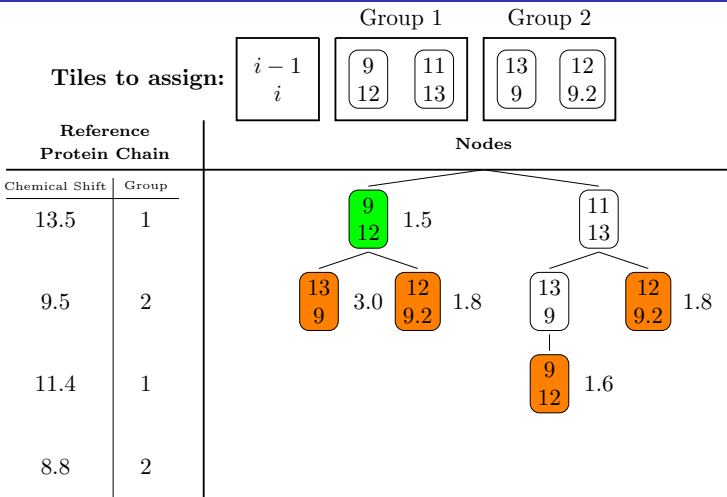 Group 1 Group 2
Tiles to assign: i − 1 9 11 13 12
i 12 13 9 9.2
Reference
Protein Chain
Nodes
Chemical Shift Group
13.5 1
9 1.5 11
12 13
9.5 2
13 3.0 12 1.8 13 12 1.8
9 9.2 9 9.2
11.4 1
9 1.6
12
8.8 2